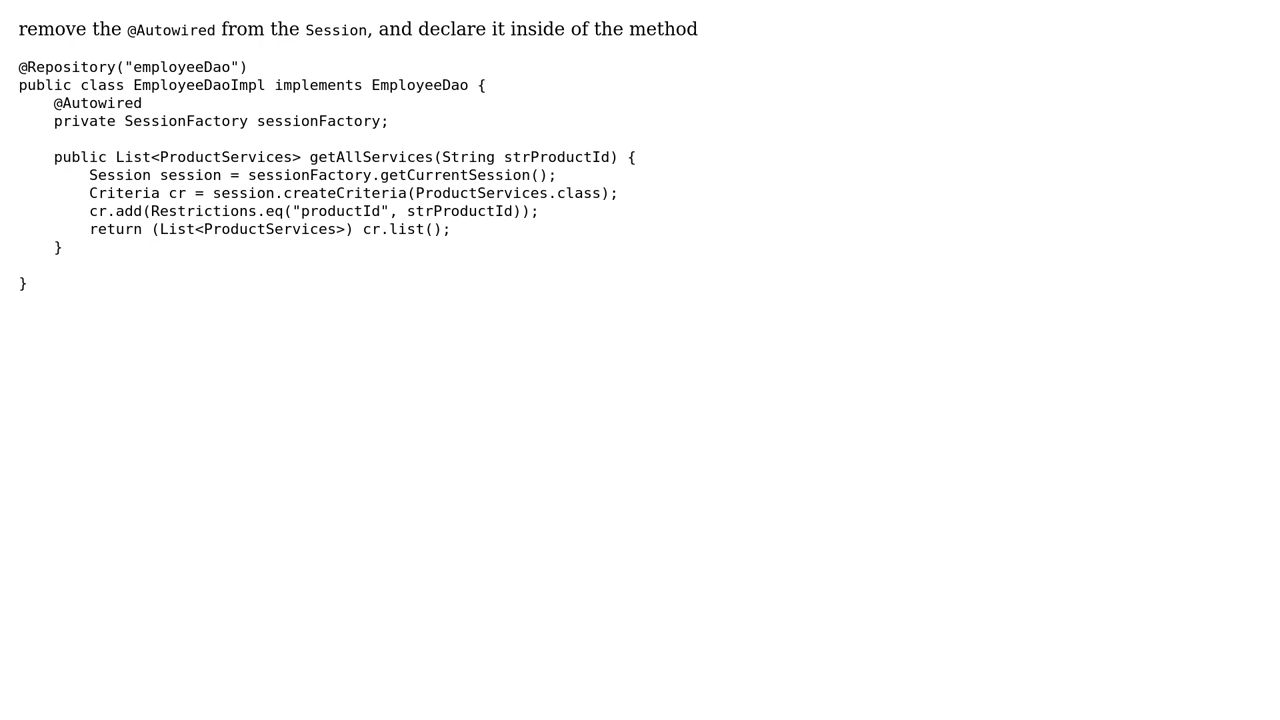 remove the @Autowired from the Session, and declare it inside of the method
@Repository("employeeDao")
public class EmployeeDaoImpl implements EmployeeDao {
    @Autowired
    private SessionFactory sessionFactory;

    public List<ProductServices> getAllServices(String strProductId) {
        Session session = sessionFactory.getCurrentSession();
        Criteria cr = session.createCriteria(ProductServices.class);
        cr.add(Restrictions.eq("productId", strProductId));
        return (List<ProductServices>) cr.list();
    }

}